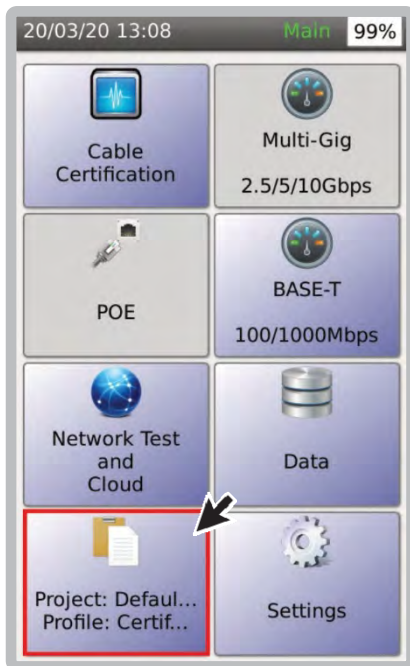 20/03/20 13:08 Main 99%
Cable
Certification
Multi-Gig
2.5/5/10Gbps
POE
BASE-T
100/1000Mbps
Network Test
and
Cloud
Data
Project: Defaul...
Profile: Certif...
Settings